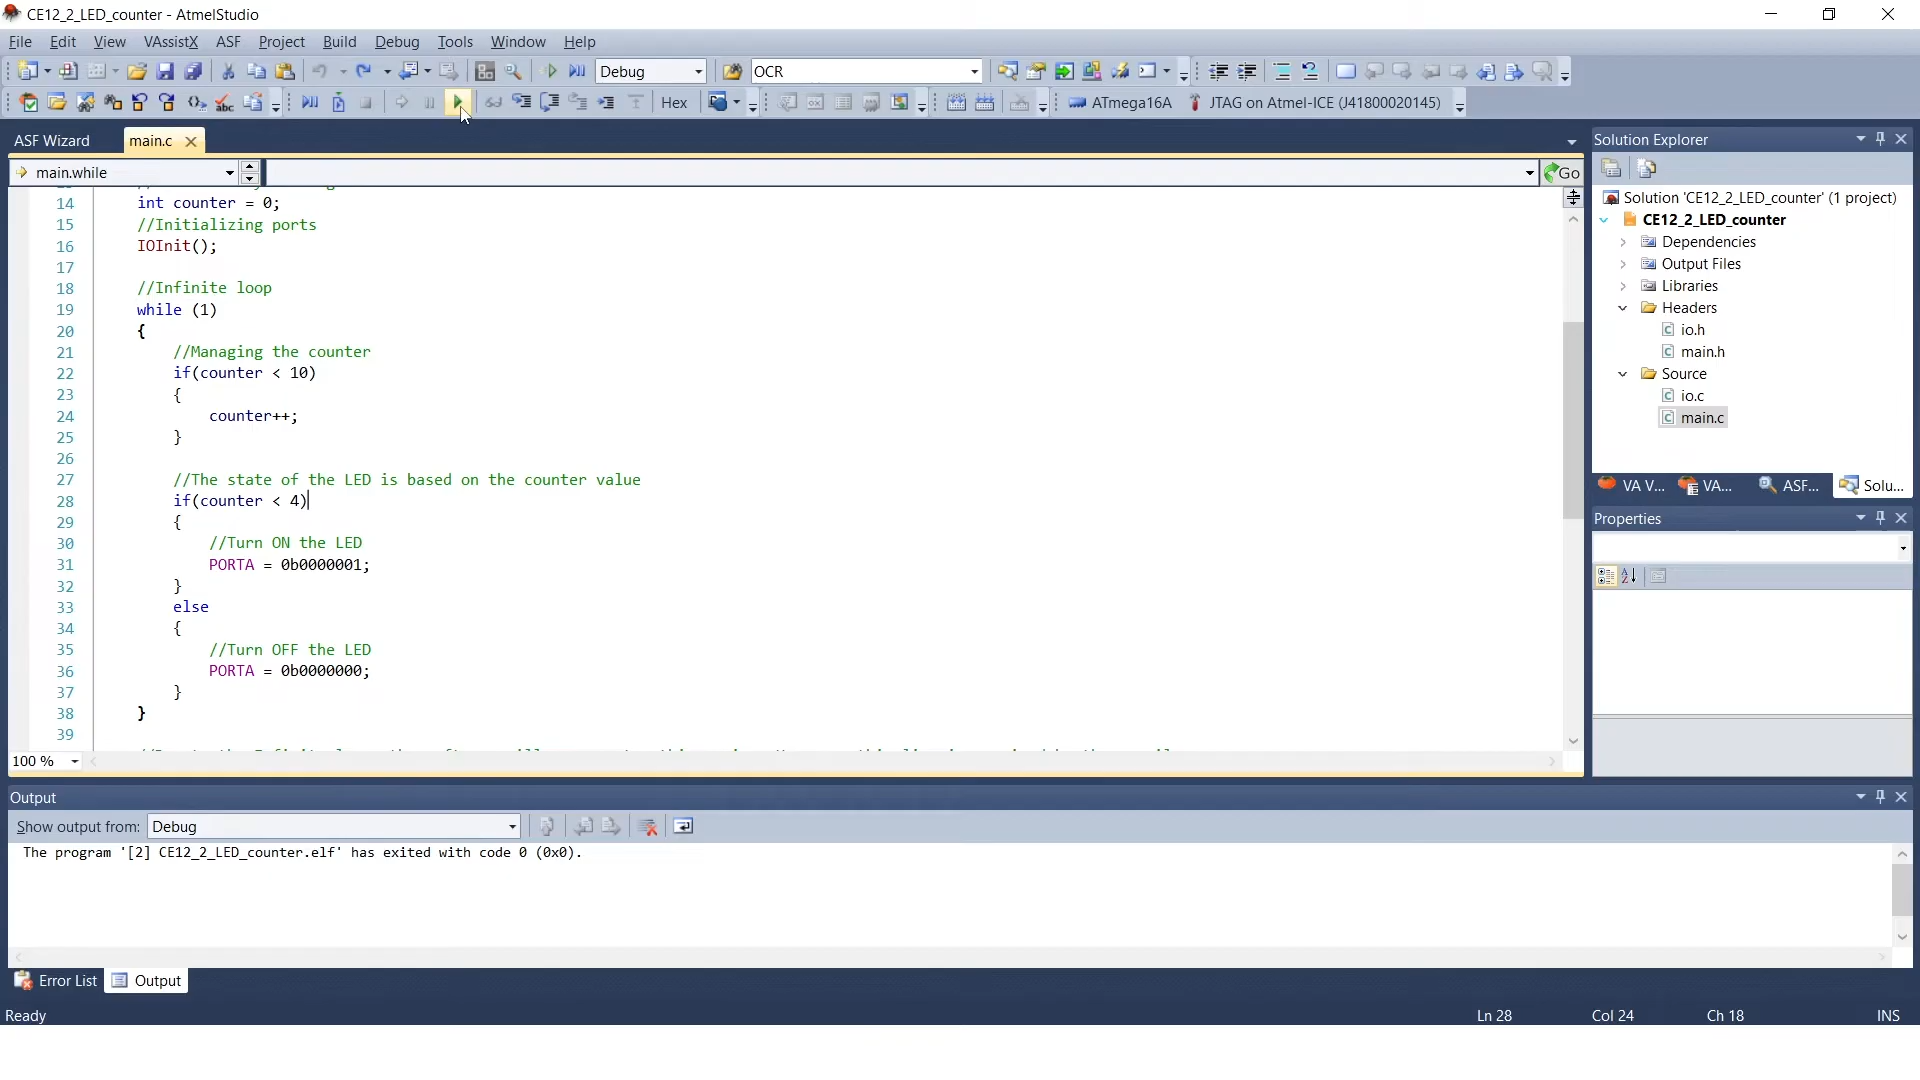 CE12_2_LED_counter - AtmelStudio
File Edit View VAssistX ASF Project Build Debug Tools Window Help
Debug OCR
Hex ATmega16A JTAG on Atmel-ICE (J41800020145)
ASF Wizard main.c
main.while Go
14 int counter = 0;
15 //Initializing ports
16 IOInit();
17
18 //Infinite loop
19 while (1)
20 {
21 //Managing the counter
22 if(counter < 10)
23 {
24 counter++;
25 }
26
27 //The state of the LED is based on the counter value
28 if(counter < 4)
29 {
30 //Turn ON the LED
31 PORTA = 0b0000001;
32 }
33 else
34 {
35 //Turn OFF the LED
36 PORTA = 0b0000000;
37 }
38 }
39
100 %
Solution Explorer
Solution 'CE12_2_LED_counter' (1 project)
CE12_2_LED_counter
Dependencies
Output Files
Libraries
Headers
io.h
main.h
Source
io.c
main.c
VA V... VA... ASF... Solu...
Properties
Output
Show output from: Debug
The program '[2] CE12_2_LED_counter.elf' has exited with code 0 (0x0).
Error List Output
Ready Ln 28 Col 24 Ch 18 INS